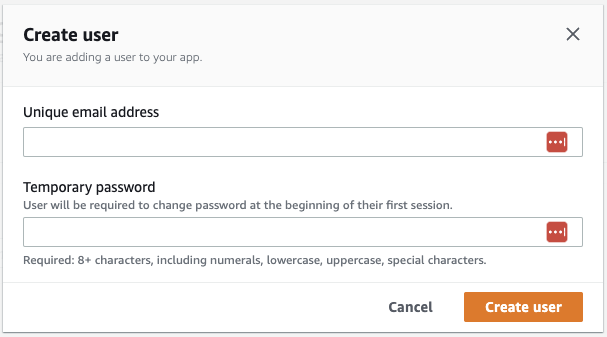 Create user
You are adding a user to your app.
Unique email address
Temporary password
User will be required to change password at the beginning of their first session.
Required: 8+ characters, including numerals, lowercase, uppercase, special characters.
Cancel Create user